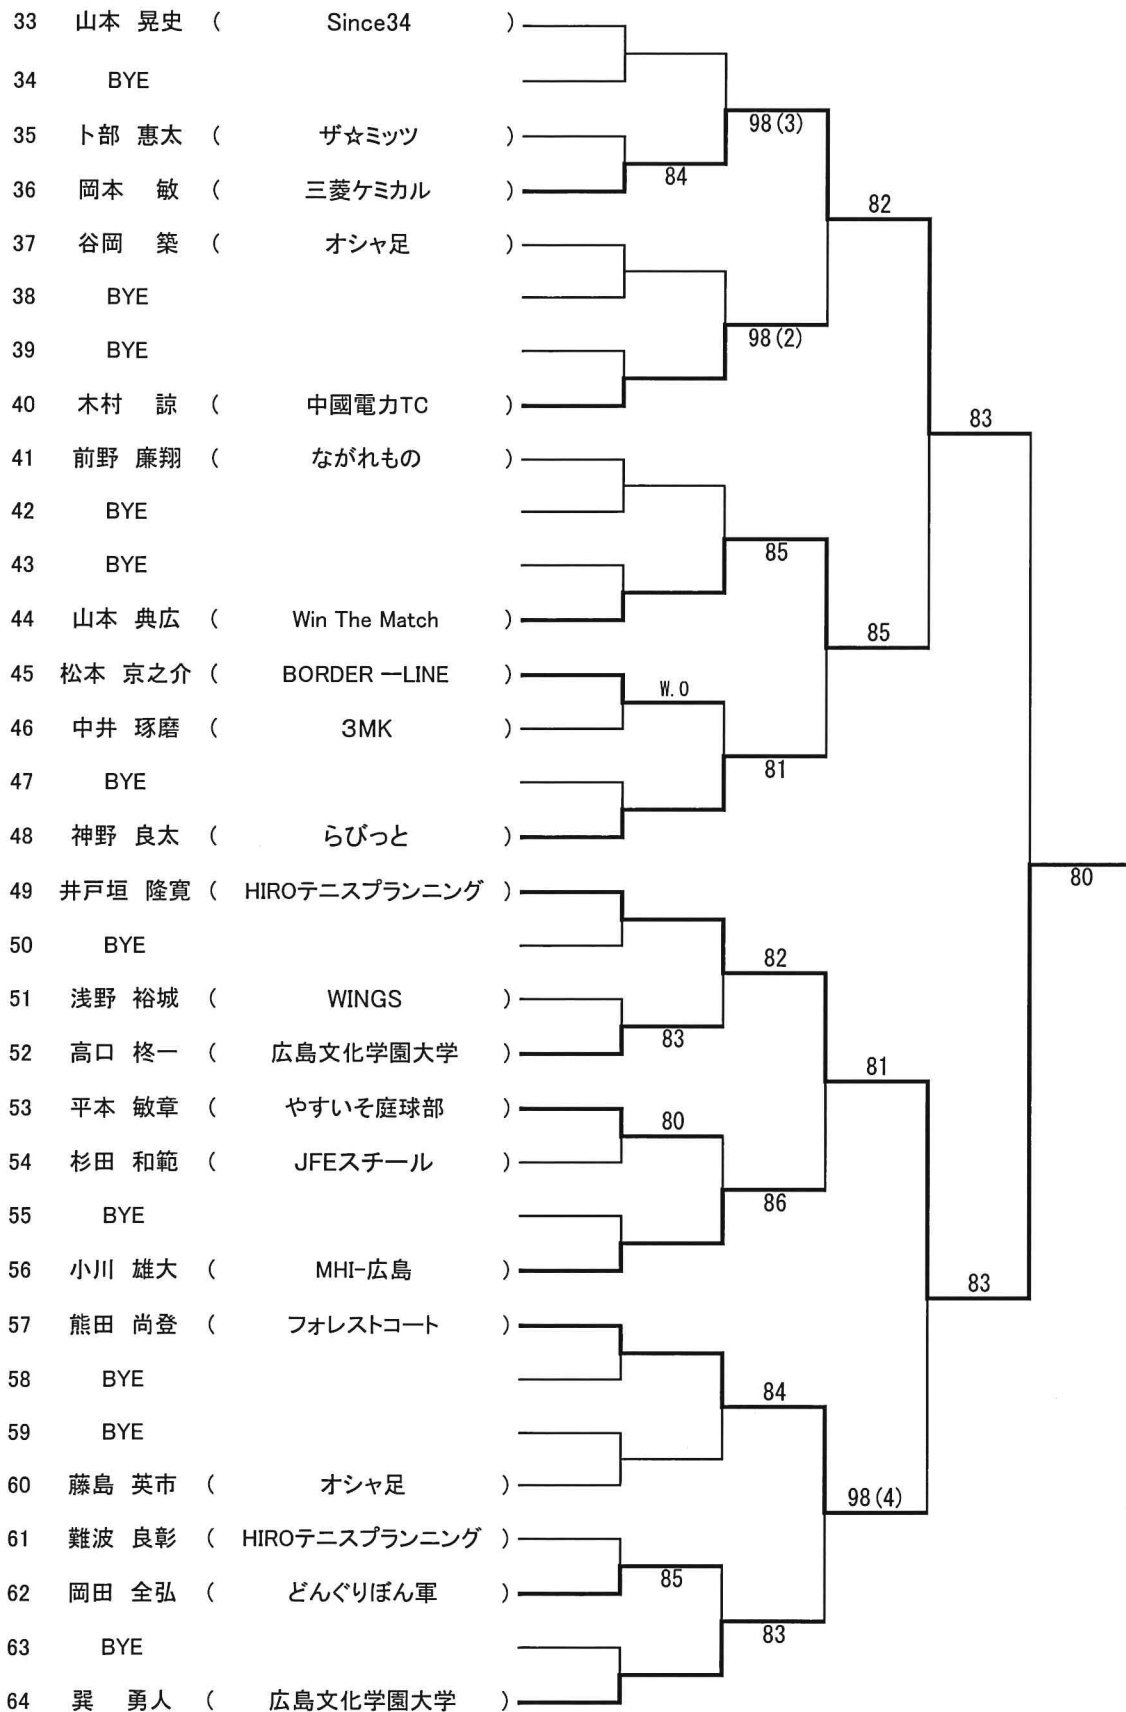 33 山本 晃史 ( Since34 )
34 BYE
98(3)
35 卜部 惠太 ( ザ☆ミッツ )
84
36 岡本 敏 ( 三菱ケミカル )
82
37 谷岡 築 ( オシャ足 )
38 BYE
98(2)
39 BYE
40 木村 諒 ( 中國電力TC )
83
41 前野 廉翔 ( ながれもの )
42 BYE
85
43 BYE
44 山本 典広 ( Win The Match )
85
45 松本 京之介 ( BORDER ーLINE )
W.O
46 中井 琢磨 ( 3MK )
81
47 BYE
48 神野 良太 ( らびっと )
80
49 井戸垣 隆寛 ( HIROテニスプランニング )
50 BYE
82
51 浅野 裕城 ( WINGS )
83
52 高口 柊一 ( 広島文化学園大学 )
81
53 平本 敏章 ( やすいそ庭球部 )
80
54 杉田 和範 ( JFEスチール )
86
55 BYE
56 小川 雄大 ( MHI-広島 )
83
57 熊田 尚登 ( フォレストコート )
58 BYE
84
59 BYE
60 藤島 英市 ( オシャ足 )
98(4)
61 難波 良彰 ( HIROテニスプランニング )
85
62 岡田 全弘 ( どんぐりぽん軍 )
83
63 BYE
64 巽 勇人 ( 広島文化学園大学 )